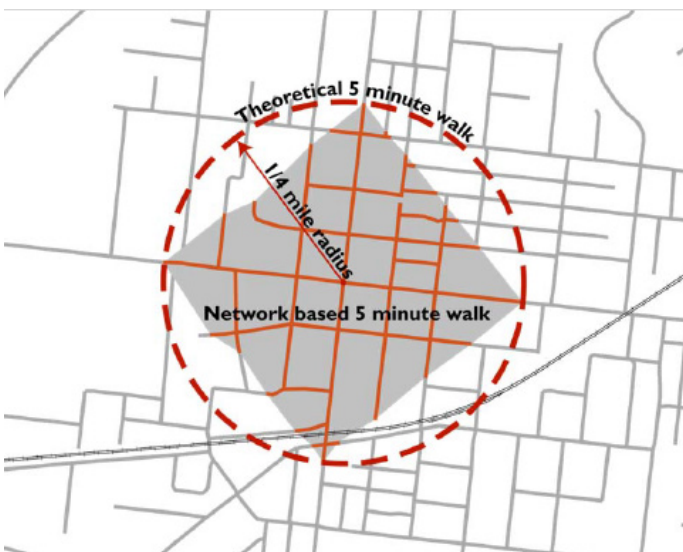 Theoretical 5 minute walk
1/4 mile radius
Network based 5 minute walk